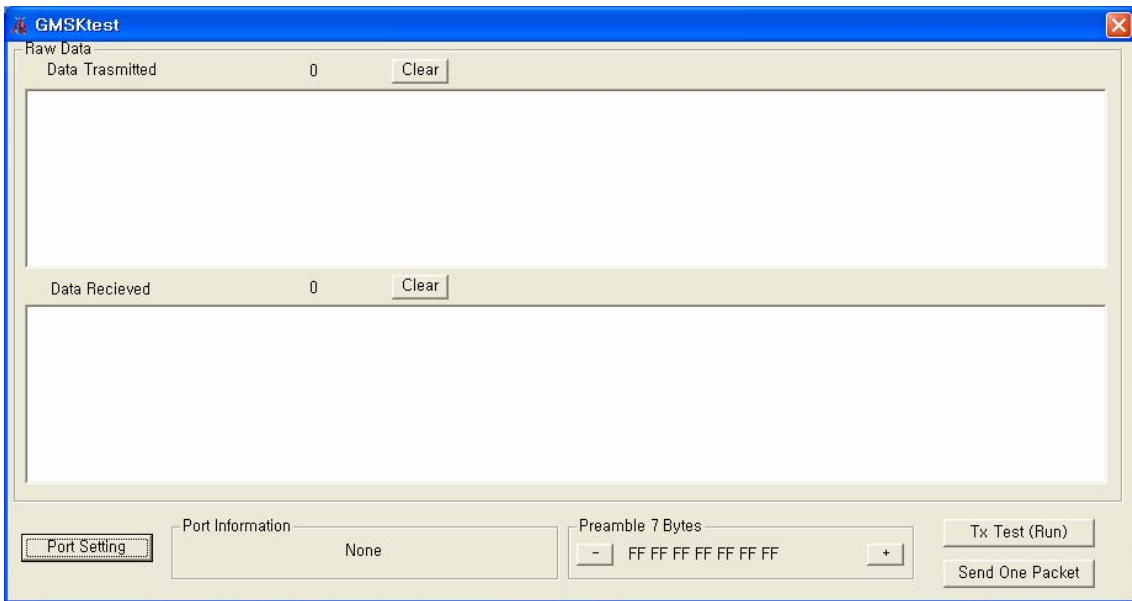 GMSKtest
Raw Data
Data Trasmitted 0 Clear
Data Recieved 0 Clear
Port Setting
Port Information
None
Preamble 7 Bytes
- FF FF FF FF FF FF FF +
Tx Test (Run)
Send One Packet